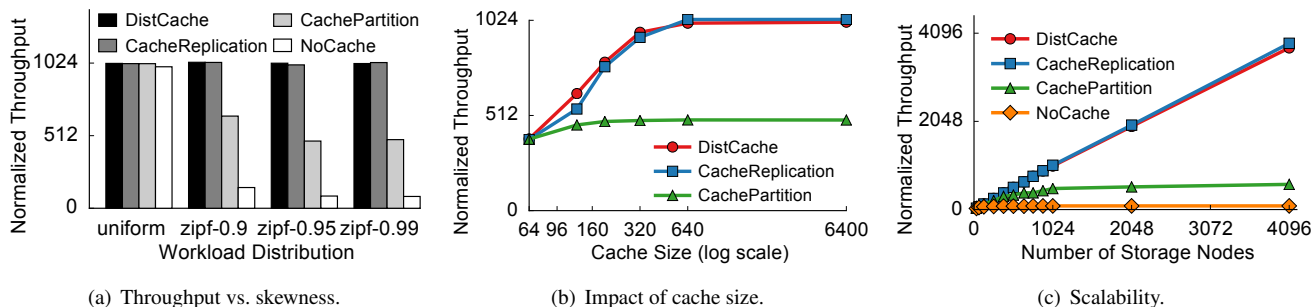 Normalized Throughput
1024
512
0
DistCache
CacheReplication
CachePartition
NoCache
uniform zipf-0.9 zipf-0.95 zipf-0.99
Workload Distribution
(a) Throughput vs. skewness.
Normalized Throughput
1024
512
0
DistCache
CacheReplication
CachePartition
64 96 160 320 640 6400
Cache Size (log scale)
(b) Impact of cache size.
Normalized Throughput
4096
2048
0
DistCache
CacheReplication
CachePartition
NoCache
0 1024 2048 3072 4096
Number of Storage Nodes
(c) Scalability.